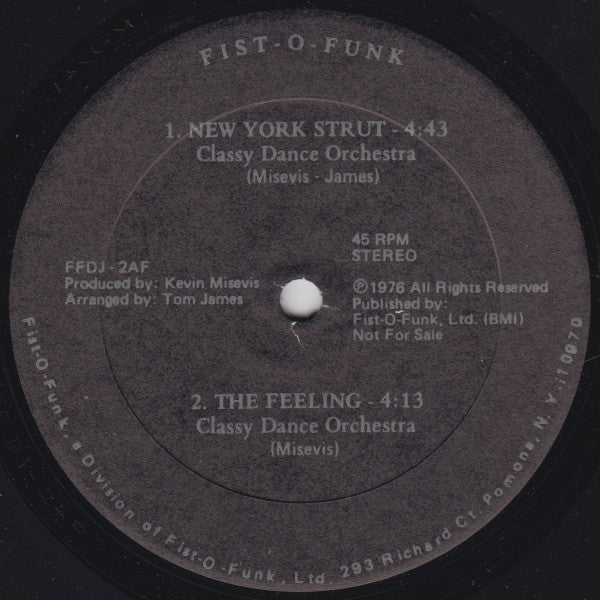 FIST-O-FUNK
1. NEW YORK STRUT - 4:43
Classy Dance Orchestra
(Misevis - James)
FFDJ - 2AF
Produced by: Kevin Misevis
Arranged by: Tom James
45 RPM
STEREO
℗1976 All Rights Reserved
Published by:
Fist-O-Funk, Ltd. (BMI)
Not For Sale
2. THE FEELING - 4:13
Classy Dance Orchestra
(Misevis)
Fist-O-Funk, a Division of Fist-O-Funk, Ltd. 293 Richard Ct. Pomona, N.Y. 10970